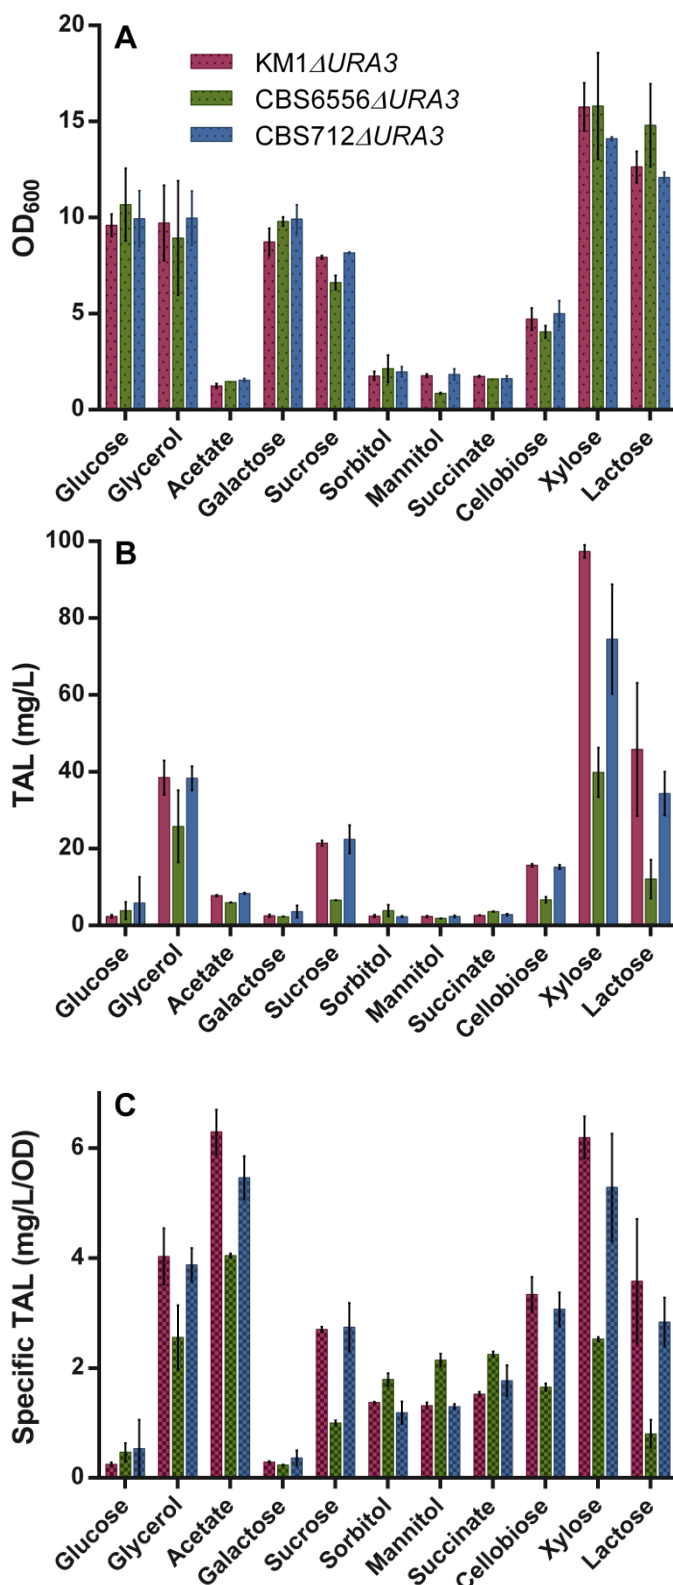 A
KM1ΔURA3
CBS6556ΔURA3
CBS712ΔURA3
OD600
20
15
10
5
0
Glucose
Glycerol
Acetate
Galactose
Sucrose
Sorbitol
Mannitol
Succinate
Cellobiose
Xylose
Lactose
B
TAL (mg/L)
100
80
60
40
20
0
Glucose
Glycerol
Acetate
Galactose
Sucrose
Sorbitol
Mannitol
Succinate
Cellobiose
Xylose
Lactose
C
Specific TAL (mg/L/OD)
6
4
2
0
Glucose
Glycerol
Acetate
Galactose
Sucrose
Sorbitol
Mannitol
Succinate
Cellobiose
Xylose
Lactose